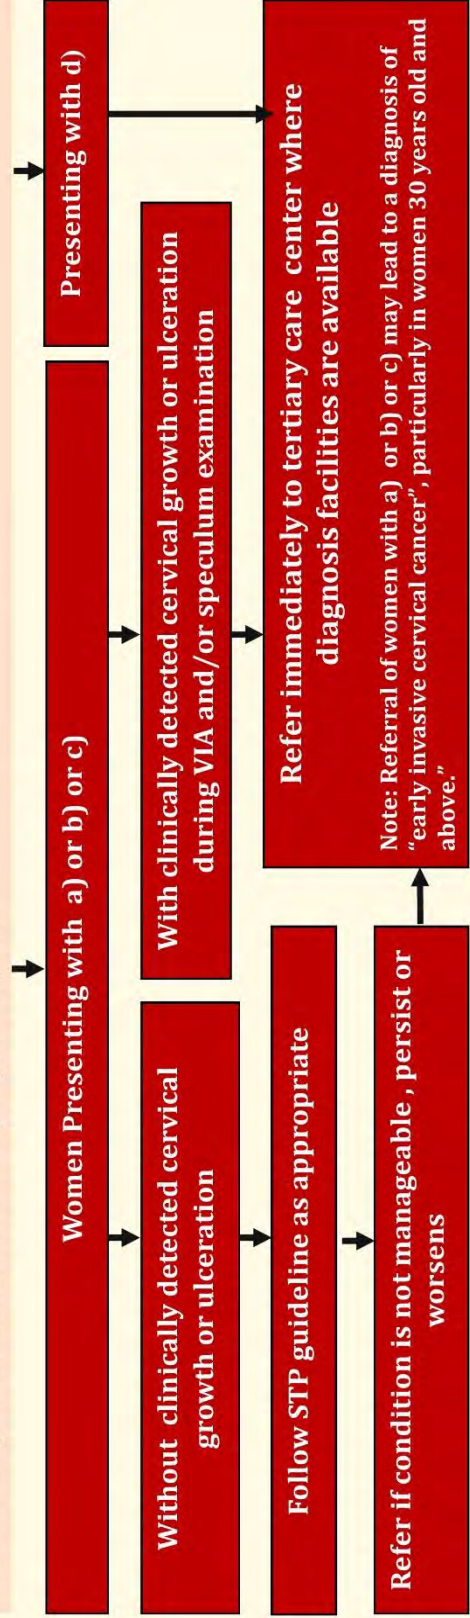 Women Presenting with a) or b) or c)
Presenting with d)
Without clinically detected cervical
growth or ulceration
With clinically detected cervical growth or ulceration
during VIA and/or speculum examination
Follow STP guideline as appropriate
Refer if condition is not manageable , persist or
worsens
Refer immediately to tertiary care center where
diagnosis facilities are available
Note: Referral of women with a) or b) or c) may lead to a diagnosis of
“early invasive cervical cancer”, particularly in women 30 years old and
above.”